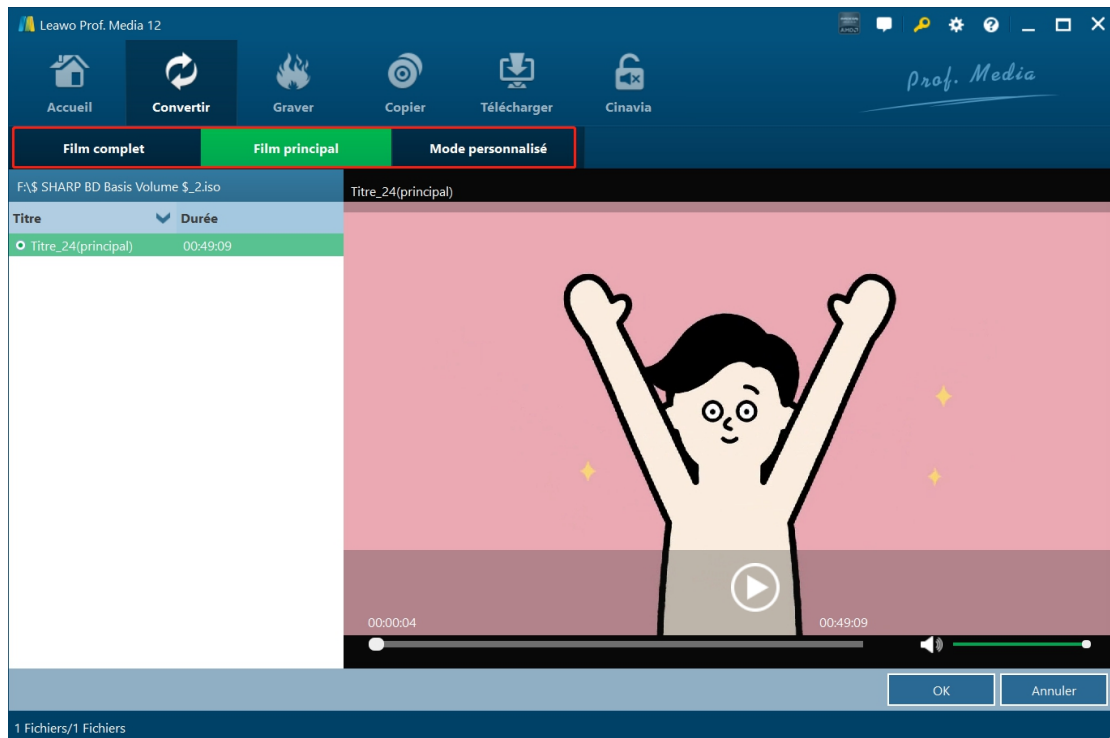 Leawo Prof. Media 12
Accueil Convertir Graver Copier Télécharger Cinavia
Prof. Media
Film complet Film principal Mode personnalisé
F:\$ SHARP BD Basis Volume $_2.iso
Titre_24(principal)
Titre Durée
Titre_24(principal) 00:49:09
00:00:04 00:49:09
OK Annuler
1 Fichiers/1 Fichiers